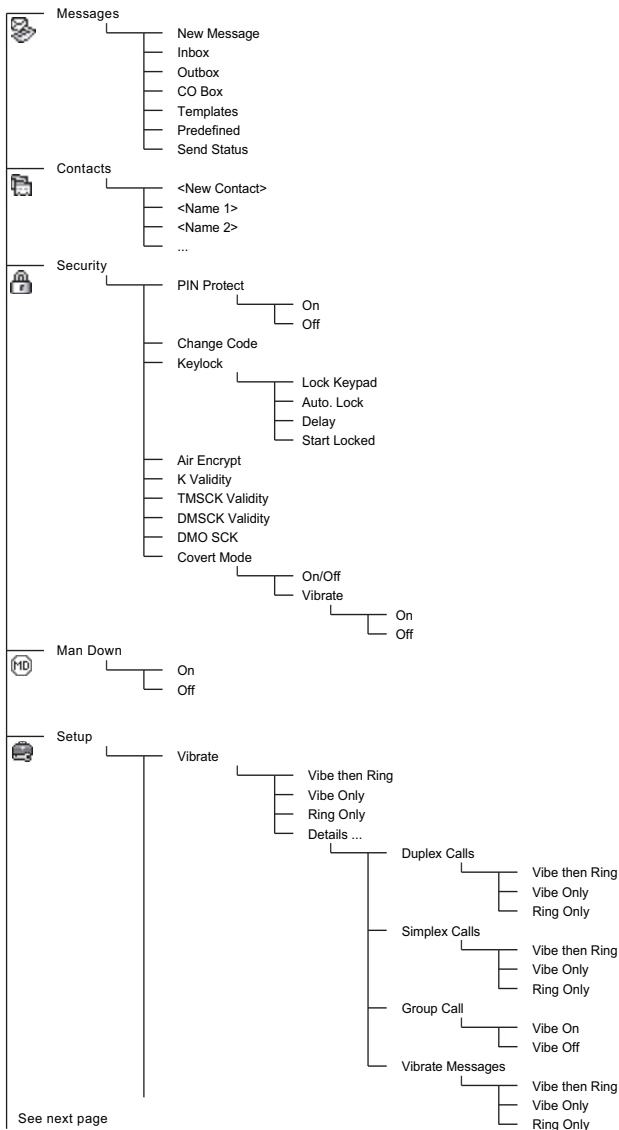 Messages
New Message
Inbox
Outbox
CO Box
Templates
Predefined
Send Status
Contacts
<New Contact>
<Name 1>
<Name 2>
...
Security
PIN Protect
On
Off
Change Code
Keylock
Lock Keypad
Auto. Lock
Delay
Start Locked
Air Encrypt
K Validity
TMSCK Validity
DMSCK Validity
DMO SCK
Covert Mode
On/Off
Vibrate
On
Off
MD
Man Down
On
Off
Setup
Vibrate
Vibe then Ring
Vibe Only
Ring Only
Details ...
Duplex Calls
Vibe then Ring
Vibe Only
Ring Only
Simplex Calls
Vibe then Ring
Vibe Only
Ring Only
Group Call
Vibe On
Vibe Off
Vibrate Messages
Vibe then Ring
Vibe Only
Ring Only
See next page